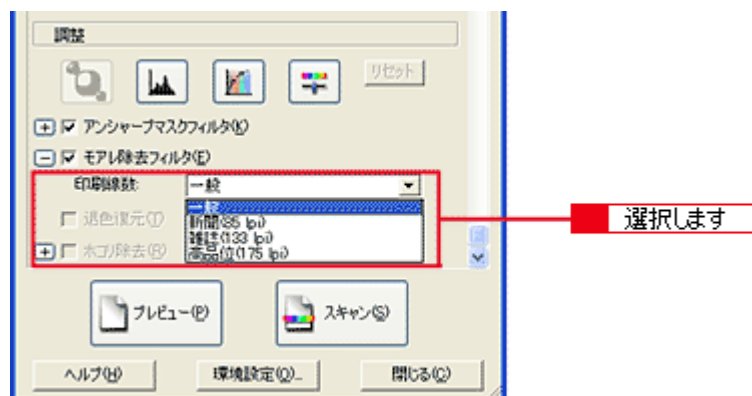 調整
リセット
アンシャープマスクフィルタ(K)
モアレ除去フィルタ(E)
印刷線数: 一般
一般
退色復元(T) 新聞(85 lpi)
雑誌(133 lpi)
ホコリ除去(R) 高品位(175 lpi)
選択します
プレビュー(P) スキャン(S)
ヘルプ(H) 環境設定(O)... 閉じる(C)